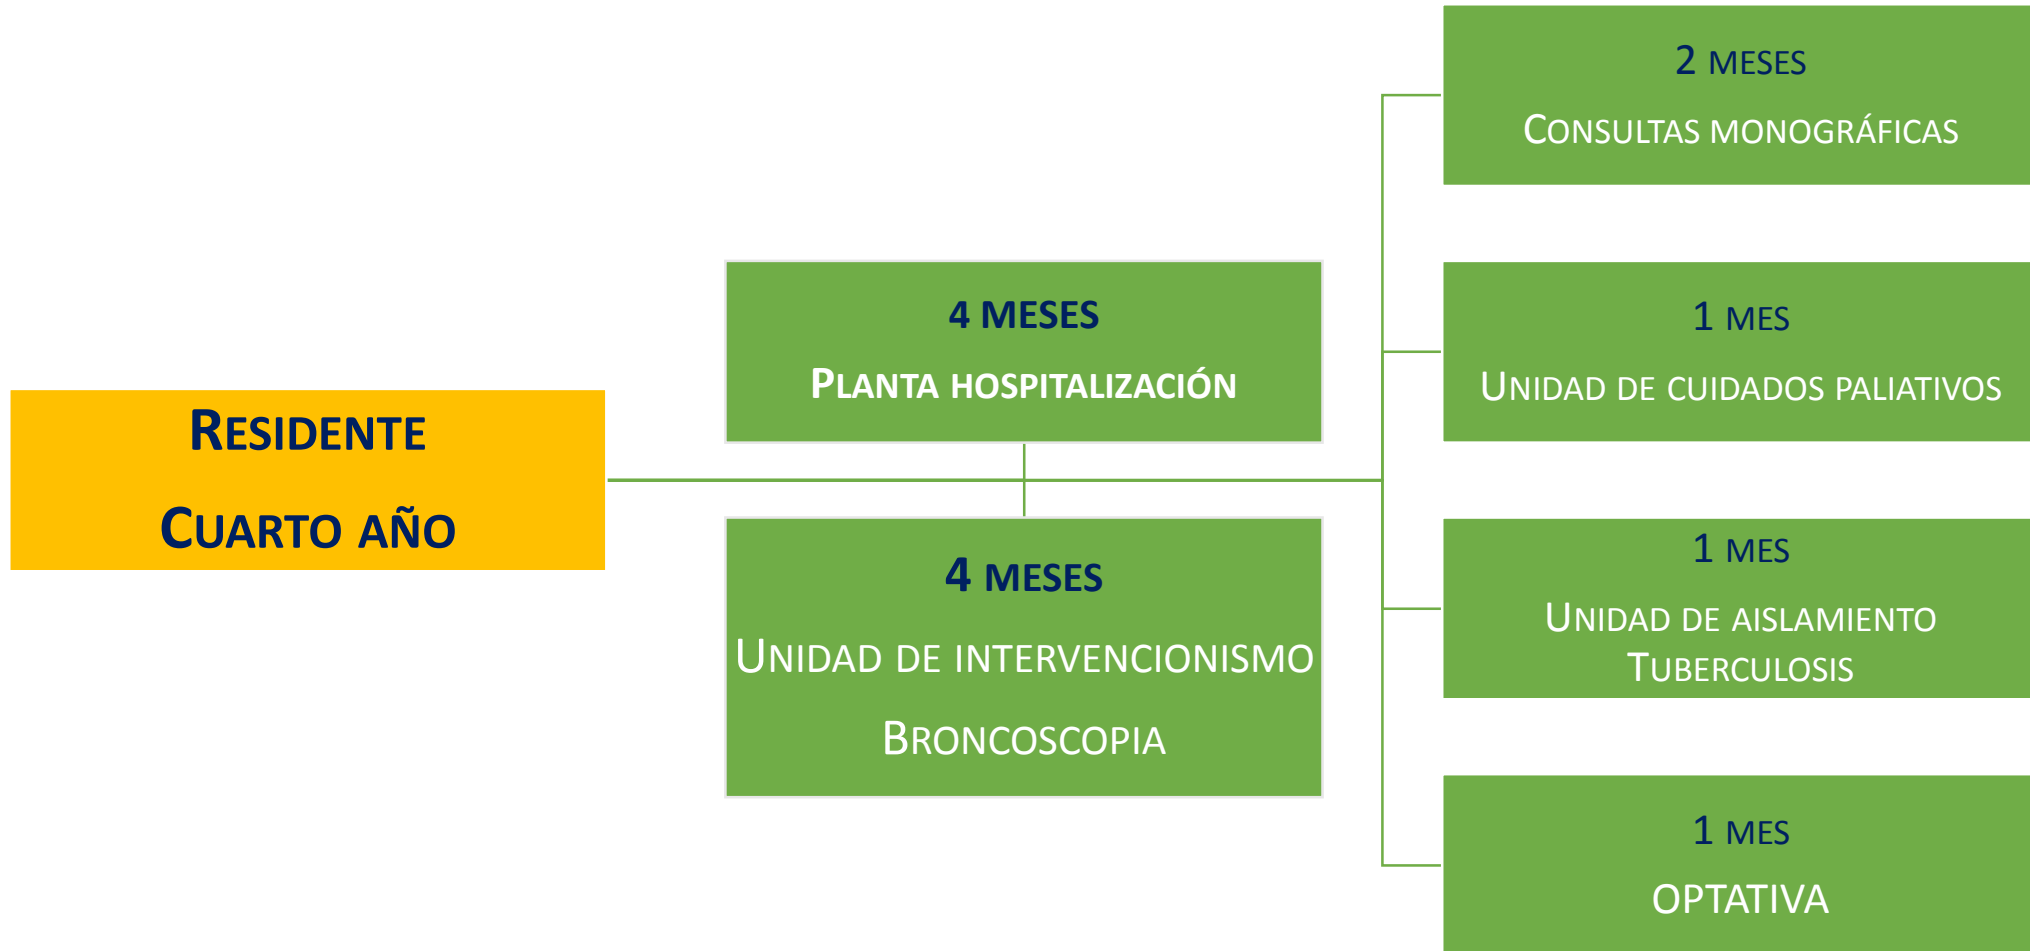 Residente
Cuarto año
4 MESES
Planta hospitalización
4 meses
Unidad de intervencionismo
Broncoscopia
2 meses
Consultas monográficas
1 mes
Unidad de cuidados paliativos
1 mes
Unidad de aislamiento
Tuberculosis
1 mes
OPTATIVA